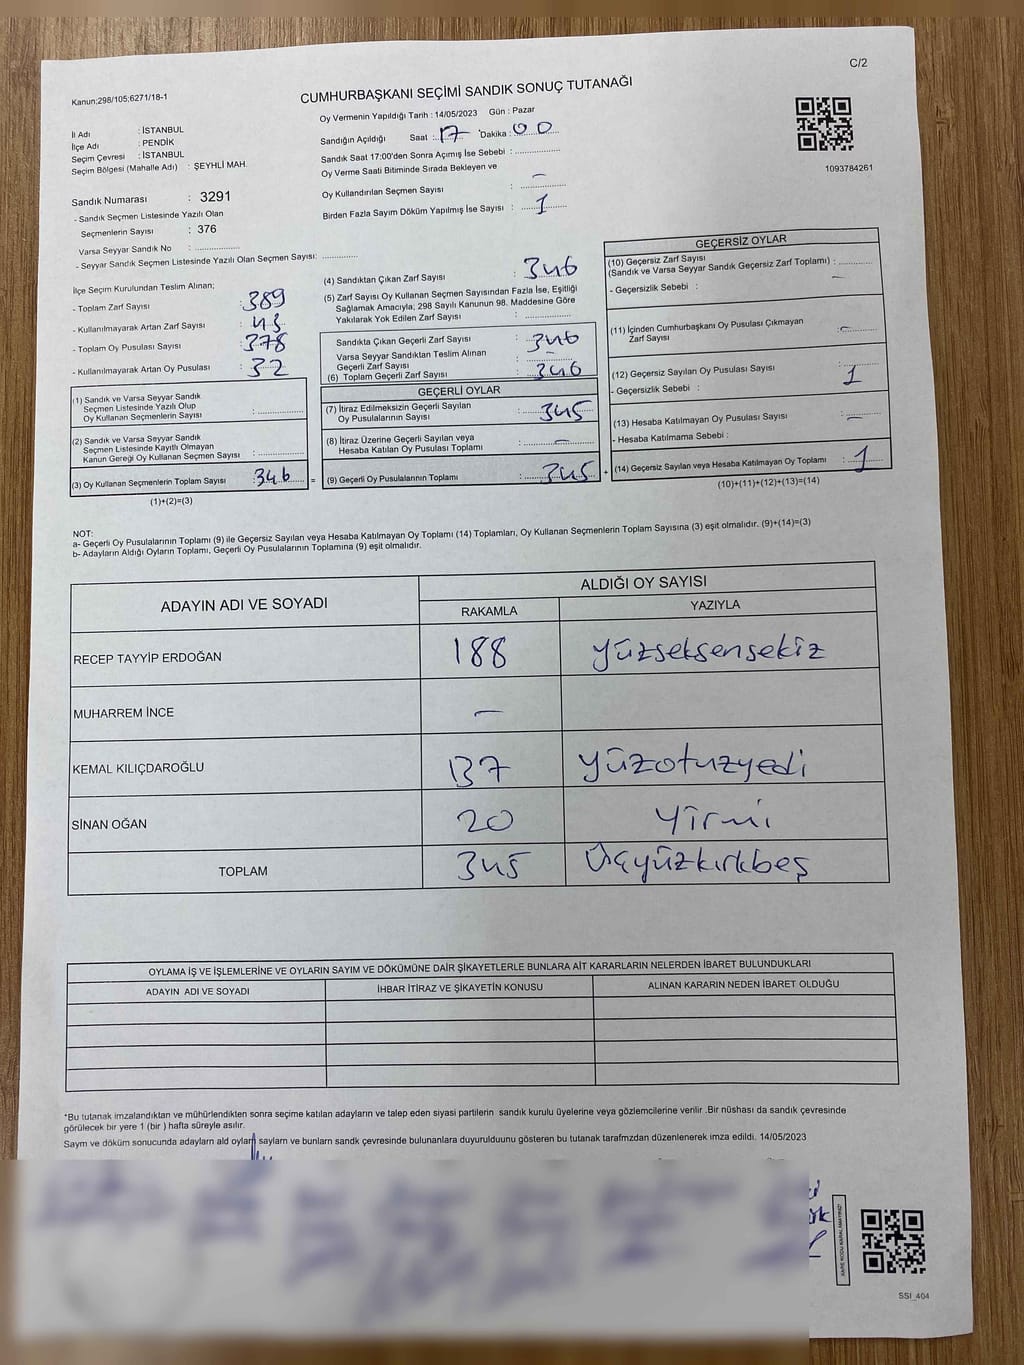 C/2
Kanun;298/105;6271/18-1
CUMHURBAŞKANI SEÇİMİ SANDIK SONUÇ TUTANAĞI
1093784261
İl Adı : İSTANBUL
İlçe Adı : PENDİK
Seçim Çevresi : İSTANBUL
Seçim Bölgesi (Mahalle Adı) : ŞEYHLİ MAH.
Sandık Numarası : 3291
- Sandık Seçmen Listesinde Yazılı Olan
Seçmenlerin Sayısı : 376
Varsa Seyyar Sandık No : ..............
- Seyyar Sandık Seçmen Listesinde Yazılı Olan Seçmen Sayısı: ............
Oy Vermenin Yapıldığı Tarih : 14/05/2023 Gün : Pazar
Sandığın Açıldığı Saat : 17 Dakika : 00
Sandık Saat 17:00'den Sonra Açımış İse Sebebi : ..............
Oy Verme Saati Bitiminde Sırada Bekleyen ve
Oy Kullandırılan Seçmen Sayısı : –
Birden Fazla Sayım Döküm Yapılmış İse Sayısı : 1
İlçe Seçim Kurulundan Teslim Alınan;
- Toplam Zarf Sayısı : 389
- Kullanılmayarak Artan Zarf Sayısı : 43
- Toplam Oy Pusulası Sayısı : 378
- Kullanılmayarak Artan Oy Pusulası : 32
(1) Sandık ve Varsa Seyyar Sandık
Seçmen Listesinde Yazılı Olup
Oy Kullanan Seçmenlerin Sayısı : ..............
(2) Sandık ve Varsa Seyyar Sandık
Seçmen Listesinde Kayıtlı Olmayan
Kanun Gereği Oy Kullanan Seçmen Sayısı : ..............
(3) Oy Kullanan Seçmenlerin Toplam Sayısı : 346
(1)+(2)=(3)
(4) Sandıktan Çıkan Zarf Sayısı : 346
(5) Zarf Sayısı Oy Kullanan Seçmen Sayısından Fazla İse, Eşitliği
Sağlamak Amacıyla, 298 Sayılı Kanunun 98. Maddesine Göre
Yakılarak Yok Edilen Zarf Sayısı : ..............
Sandıkta Çıkan Geçerli Zarf Sayısı : 346
Varsa Seyyar Sandıktan Teslim Alınan
Geçerli Zarf Sayısı : ..............
(6) Toplam Geçerli Zarf Sayısı : 346
GEÇERLİ OYLAR
(7) İtiraz Edilmeksizin Geçerli Sayılan
Oy Pusulalarının Sayısı : 345
(8) İtiraz Üzerine Geçerli Sayılan veya
Hesaba Katılan Oy Pusulası Toplamı : –
= (9) Geçerli Oy Pusulalarının Toplamı : 345 +
GEÇERSİZ OYLAR
(10) Geçersiz Zarf Sayısı
(Sandık ve Varsa Seyyar Sandık Geçersiz Zarf Toplamı) : –
- Geçersizlik Sebebi :
(11) İçinden Cumhurbaşkanı Oy Pusulası Çıkmayan
Zarf Sayısı : –
(12) Geçersiz Sayılan Oy Pusulası Sayısı : 1
- Geçersizlik Sebebi :
(13) Hesaba Katılmayan Oy Pusulası Sayısı : –
- Hesaba Katılmama Sebebi :
(14) Geçersiz Sayılan veya Hesaba Katılmayan Oy Toplamı : 1
(10)+(11)+(12)+(13)=(14)
NOT:
a- Geçerli Oy Pusulalarının Toplamı (9) ile Geçersiz Sayılan veya Hesaba Katılmayan Oy Toplamı (14) Toplamları, Oy Kullanan Seçmenlerin Toplam Sayısına (3) eşit olmalıdır. (9)+(14)=(3)
b- Adayların Aldığı Oyların Toplamı, Geçerli Oy Pusulalarının Toplamına (9) eşit olmalıdır.
ADAYIN ADI VE SOYADI ALDIĞI OY SAYISI
RAKAMLA YAZIYLA
RECEP TAYYİP ERDOĞAN 188 yüzseksensekiz
MUHARREM İNCE –
KEMAL KILIÇDAROĞLU 137 yüzotuzyedi
SİNAN OĞAN 20 yirmi
TOPLAM 345 Üçyüzkırkbeş
OYLAMA İŞ VE İŞLEMLERİNE VE OYLARIN SAYIM VE DÖKÜMÜNE DAİR ŞİKAYETLERLE BUNLARA AİT KARARLARIN NELERDEN İBARET BULUNDUKLARI
ADAYIN ADI VE SOYADI İHBAR İTİRAZ VE ŞİKAYETİN KONUSU ALINAN KARARIN NEDEN İBARET OLDUĞU
*Bu tutanak imzalandıktan ve mühürlendikten sonra seçime katılan adayların ve talep eden siyasi partilerin sandık kurulu üyelerine veya gözlemcilerine verilir .Bir nüshası da sandık çevresinde
görülecek bir yere 1 (bir ) hafta süreyle asılır.
Sayım ve döküm sonucunda adayların ald oyları sayların ve bunların sandk çevresinde bulunanlara duyurulduunu gösteren bu tutanak tarafmzdan düzenlenerek imza edildi. 14/05/2023
SSI_404